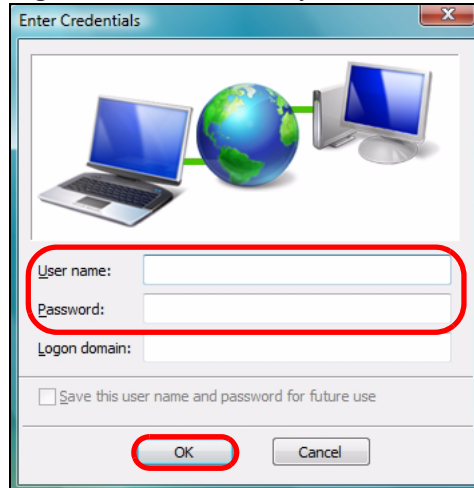 Enter Credentials
X
User name:
Password:
Logon domain:
Save this user name and password for future use
OK Cancel